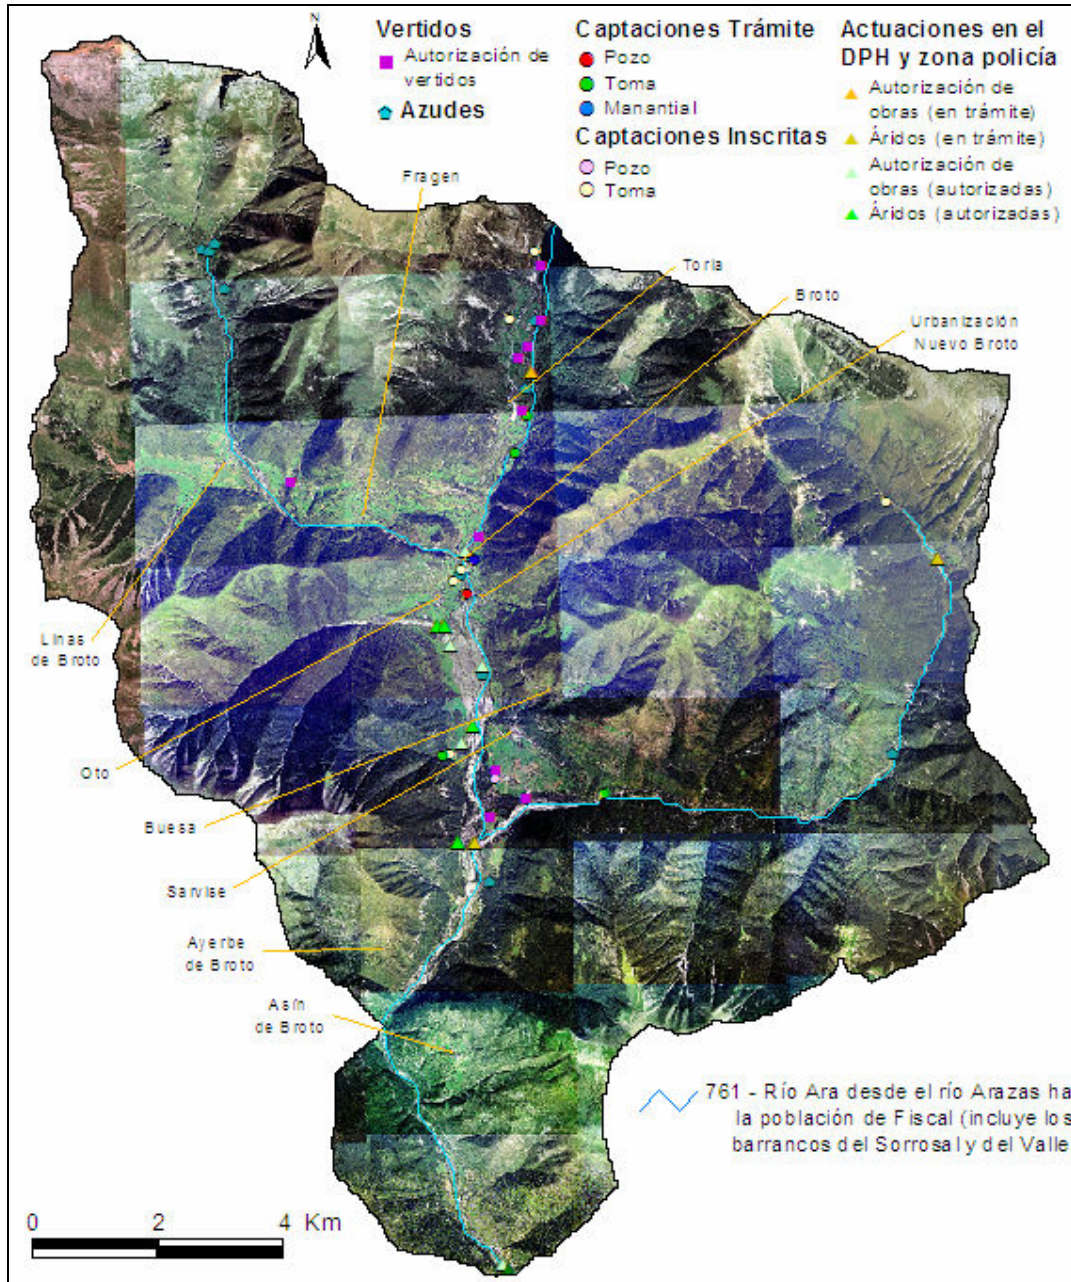 N
Vertidos
Autorización de
vertidos
Azudes
Captaciones Trámite
Pozo
Toma
Manantial
Captaciones Inscritas
Pozo
Toma
Actuaciones en el
DPH y zona policía
Autorización de
obras (en trámite)
Áridos (en trámite)
Autorización de
obras (autorizadas)
Áridos (autorizadas)
Fragen
Torla
Broto
Urbanización
Nuevo Broto
Linas
de Broto
Oto
Buesa
Sarvise
Ayerbe
de Broto
Asín
de Broto
761 - Río Ara desde el río Arazas ha
la población de Fiscal (incluye los
barrancos del Sorrosal y del Valle
0 2 4 Km